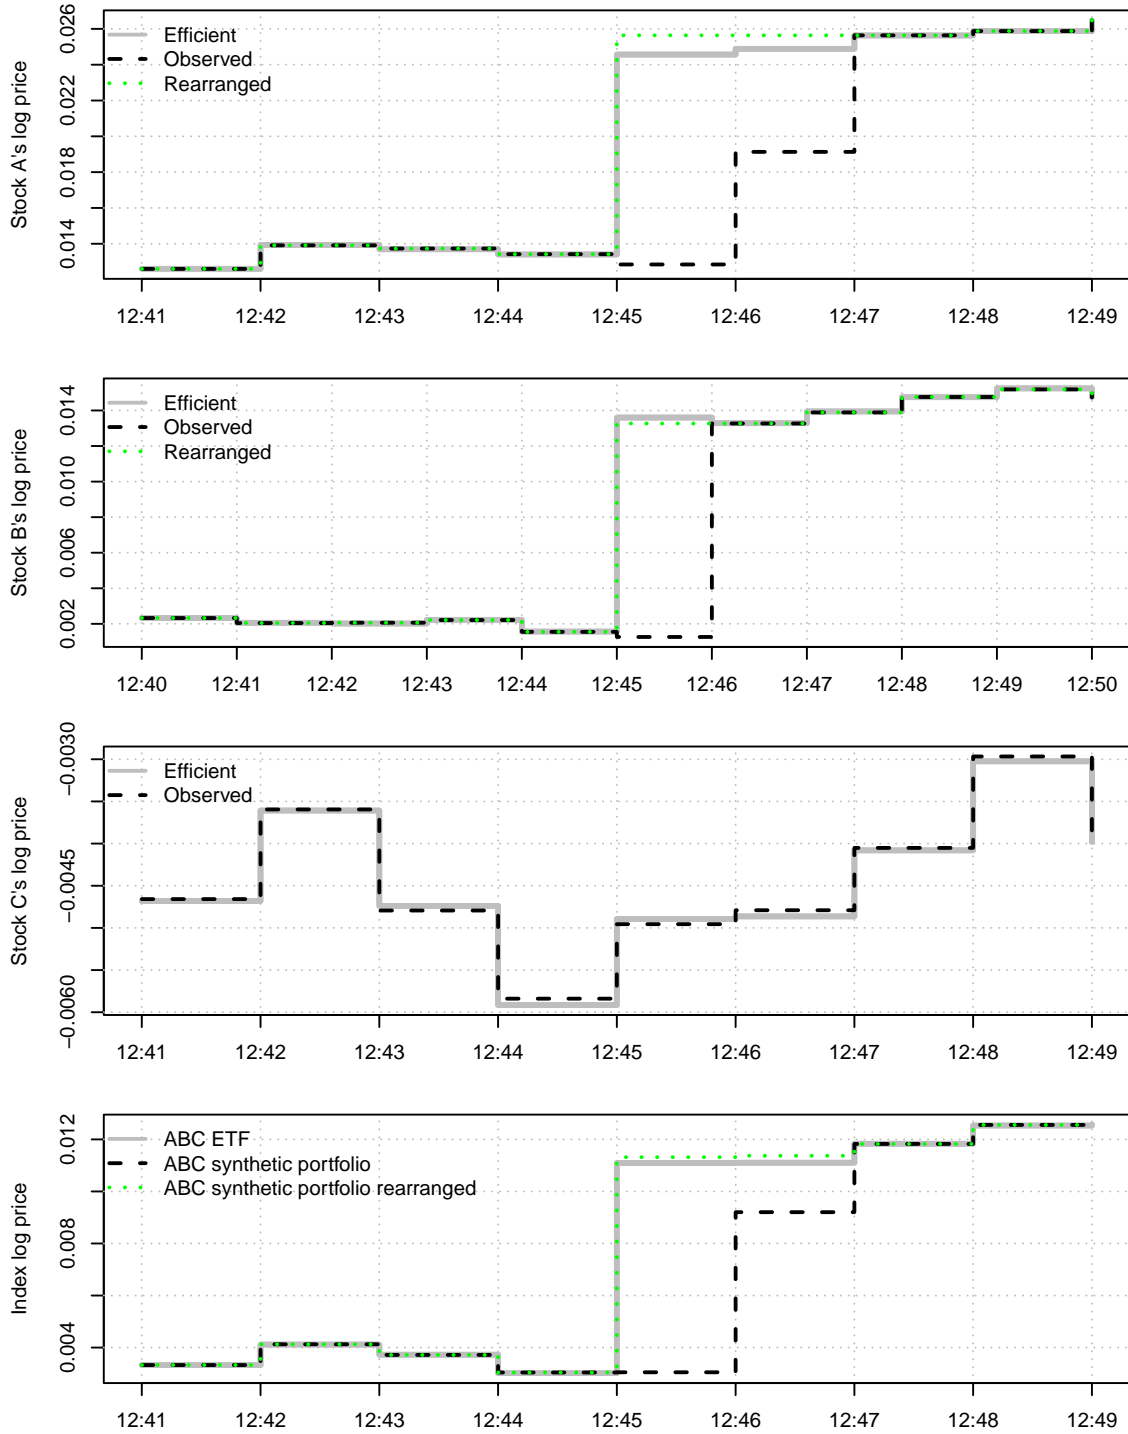 Stock A's log price
0.026
0.022
0.018
0.014
Efficient
Observed
Rearranged
12:41 12:42 12:43 12:44 12:45 12:46 12:47 12:48 12:49
Stock B's log price
0.014
0.010
0.006
0.002
Efficient
Observed
Rearranged
12:40 12:41 12:42 12:43 12:44 12:45 12:46 12:47 12:48 12:49 12:50
Stock C's log price
−0.0030
−0.0045
−0.0060
Efficient
Observed
12:41 12:42 12:43 12:44 12:45 12:46 12:47 12:48 12:49
Index log price
0.012
0.008
0.004
ABC ETF
ABC synthetic portfolio
ABC synthetic portfolio rearranged
12:41 12:42 12:43 12:44 12:45 12:46 12:47 12:48 12:49